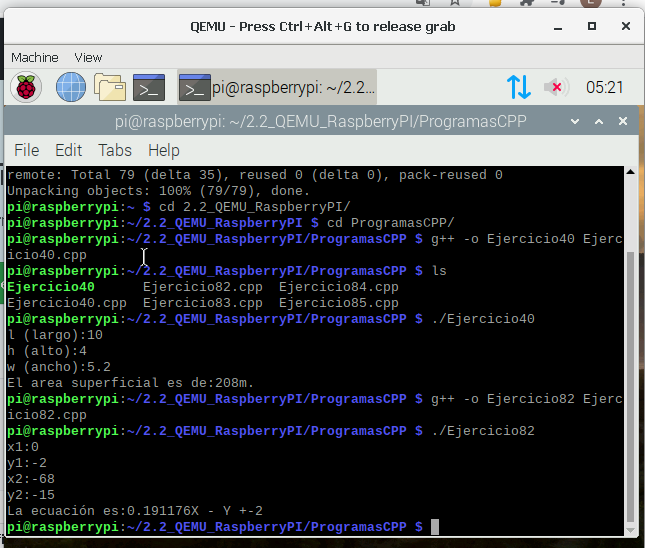 QEMU - Press Ctrl+Alt+G to release grab
Machine View
pi@raspberrypi: ~/2.2... 05:21
pi@raspberrypi: ~/2.2_QEMU_RaspberryPI/ProgramasCPP
File Edit Tabs Help
remote: Total 79 (delta 35), reused 0 (delta 0), pack-reused 0
Unpacking objects: 100% (79/79), done.
pi@raspberrypi:~ $ cd 2.2_QEMU_RaspberryPI/
pi@raspberrypi:~/2.2_QEMU_RaspberryPI $ cd ProgramasCPP/
pi@raspberrypi:~/2.2_QEMU_RaspberryPI/ProgramasCPP $ g++ -o Ejercicio40 Ejerc
icio40.cpp
pi@raspberrypi:~/2.2_QEMU_RaspberryPI/ProgramasCPP $ ls
Ejercicio40 Ejercicio82.cpp Ejercicio84.cpp
Ejercicio40.cpp Ejercicio83.cpp Ejercicio85.cpp
pi@raspberrypi:~/2.2_QEMU_RaspberryPI/ProgramasCPP $ ./Ejercicio40
l (largo):10
h (alto):4
w (ancho):5.2
El area superficial es de:208m.
pi@raspberrypi:~/2.2_QEMU_RaspberryPI/ProgramasCPP $ g++ -o Ejercicio82 Ejerc
icio82.cpp
pi@raspberrypi:~/2.2_QEMU_RaspberryPI/ProgramasCPP $ ./Ejercicio82
x1:0
y1:-2
x2:-68
y2:-15
La ecuación es:0.191176X - Y +-2
pi@raspberrypi:~/2.2_QEMU_RaspberryPI/ProgramasCPP $